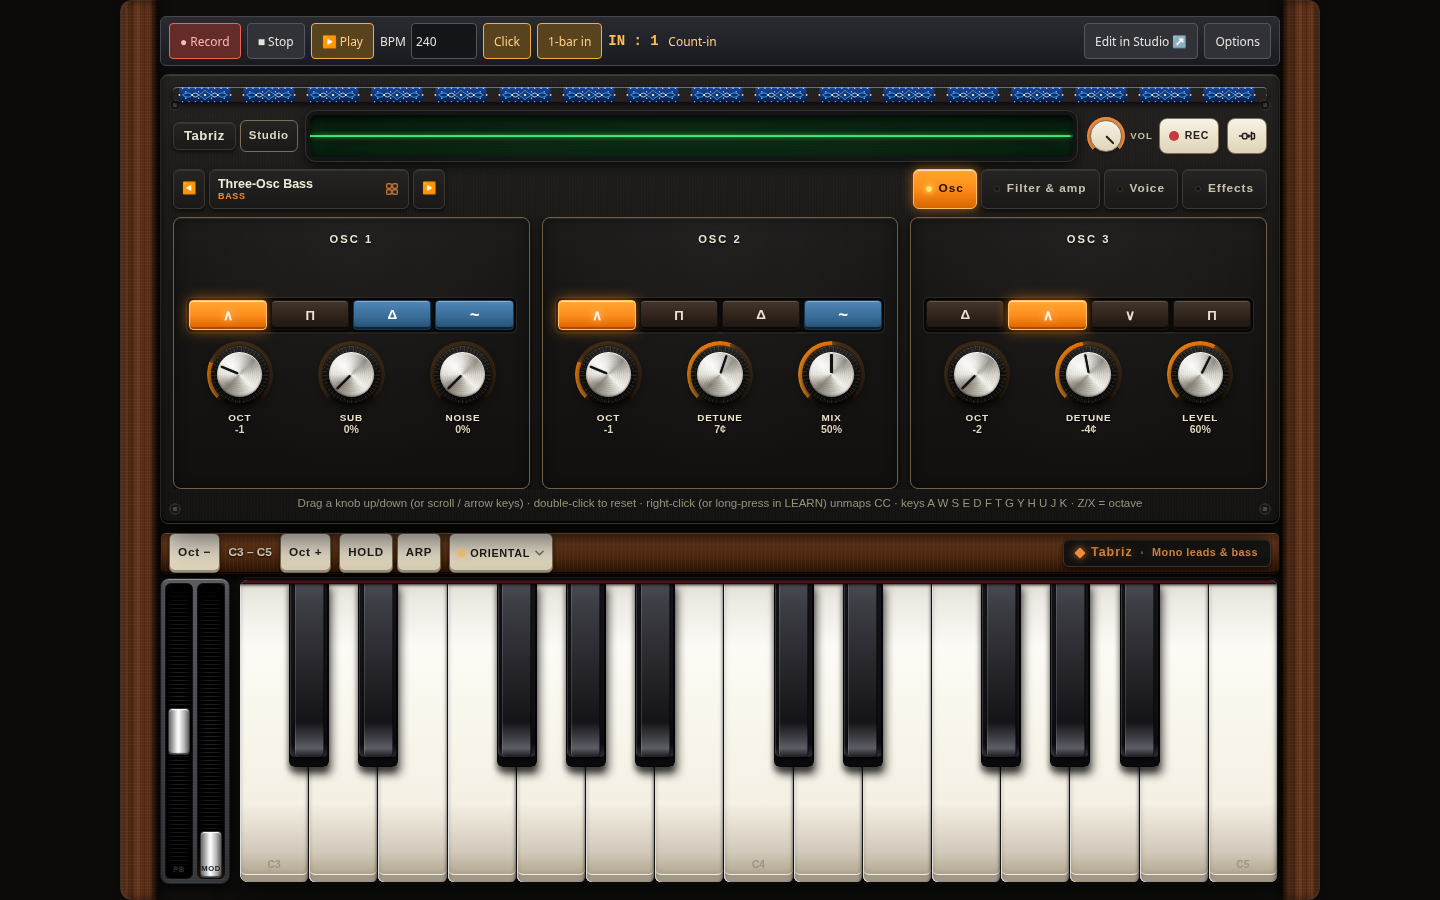 ● Record ■ Stop ▶ Play BPM 240 Click 1-bar in IN : 1 Count-in Edit in Studio ↗ Options
Tabriz Studio VOL REC
◀ Three-Osc Bass ▶ Osc Filter & amp Voice Effects
BASS
OSC 1 OSC 2 OSC 3
OCT SUB NOISE OCT DETUNE MIX OCT DETUNE LEVEL
-1 0% 0% -1 7¢ 50% -2 -4¢ 60%
Drag a knob up/down (or scroll / arrow keys) · double-click to reset · right-click (or long-press in LEARN) unmaps CC · keys A W S E D F T G Y H U J K · Z/X = octave
Oct − C3 – C5 Oct + HOLD ARP ORIENTAL ◆ Tabriz · Mono leads & bass
PB MOD C3 C4 C5